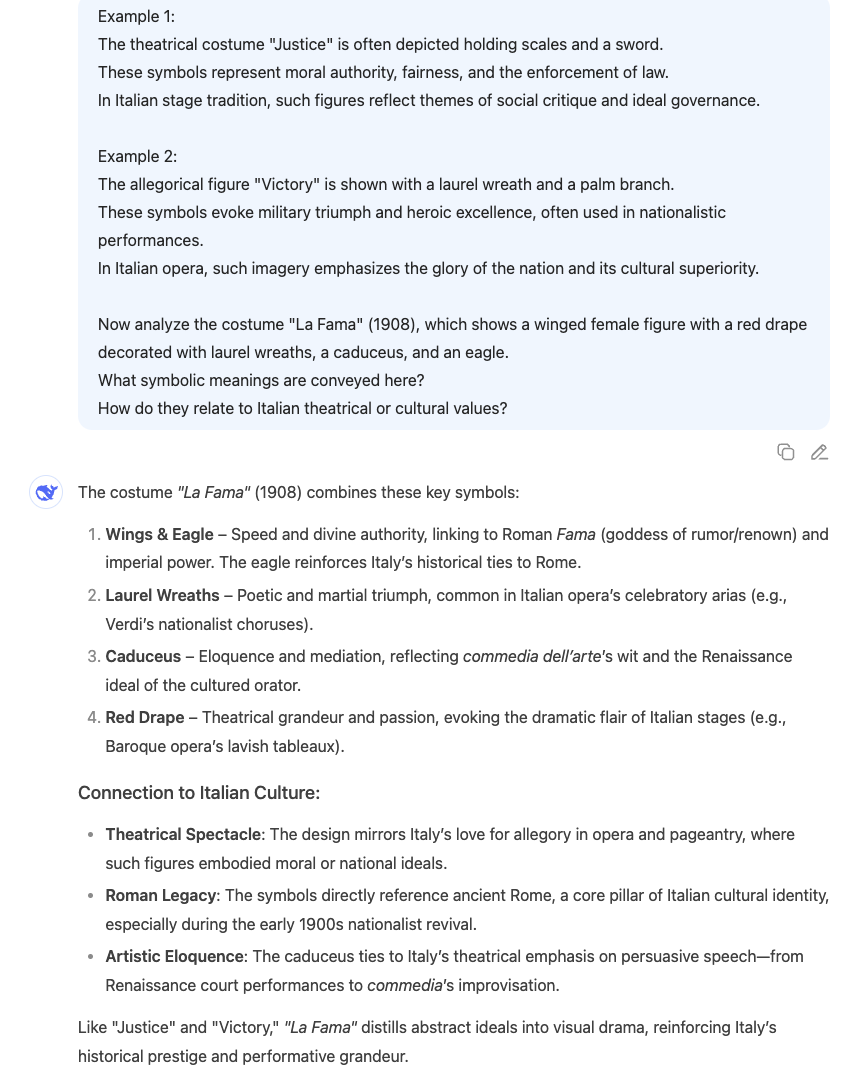 Example 1:
The theatrical costume "Justice" is often depicted holding scales and a sword.
These symbols represent moral authority, fairness, and the enforcement of law.
In Italian stage tradition, such figures reflect themes of social critique and ideal governance.
Example 2:
The allegorical figure "Victory" is shown with a laurel wreath and a palm branch.
These symbols evoke military triumph and heroic excellence, often used in nationalistic
performances.
In Italian opera, such imagery emphasizes the glory of the nation and its cultural superiority.
Now analyze the costume "La Fama" (1908), which shows a winged female figure with a red drape
decorated with laurel wreaths, a caduceus, and an eagle.
What symbolic meanings are conveyed here?
How do they relate to Italian theatrical or cultural values?
The costume "La Fama" (1908) combines these key symbols:
1. Wings & Eagle – Speed and divine authority, linking to Roman Fama (goddess of rumor/renown) and
imperial power. The eagle reinforces Italy’s historical ties to Rome.
2. Laurel Wreaths – Poetic and martial triumph, common in Italian opera’s celebratory arias (e.g.,
Verdi’s nationalist choruses).
3. Caduceus – Eloquence and mediation, reflecting commedia dell’arte’s wit and the Renaissance
ideal of the cultured orator.
4. Red Drape – Theatrical grandeur and passion, evoking the dramatic flair of Italian stages (e.g.,
Baroque opera’s lavish tableaux).
Connection to Italian Culture:
• Theatrical Spectacle: The design mirrors Italy’s love for allegory in opera and pageantry, where
such figures embodied moral or national ideals.
• Roman Legacy: The symbols directly reference ancient Rome, a core pillar of Italian cultural identity,
especially during the early 1900s nationalist revival.
• Artistic Eloquence: The caduceus ties to Italy’s theatrical emphasis on persuasive speech—from
Renaissance court performances to commedia’s improvisation.
Like "Justice" and "Victory," "La Fama" distills abstract ideals into visual drama, reinforcing Italy’s
historical prestige and performative grandeur.